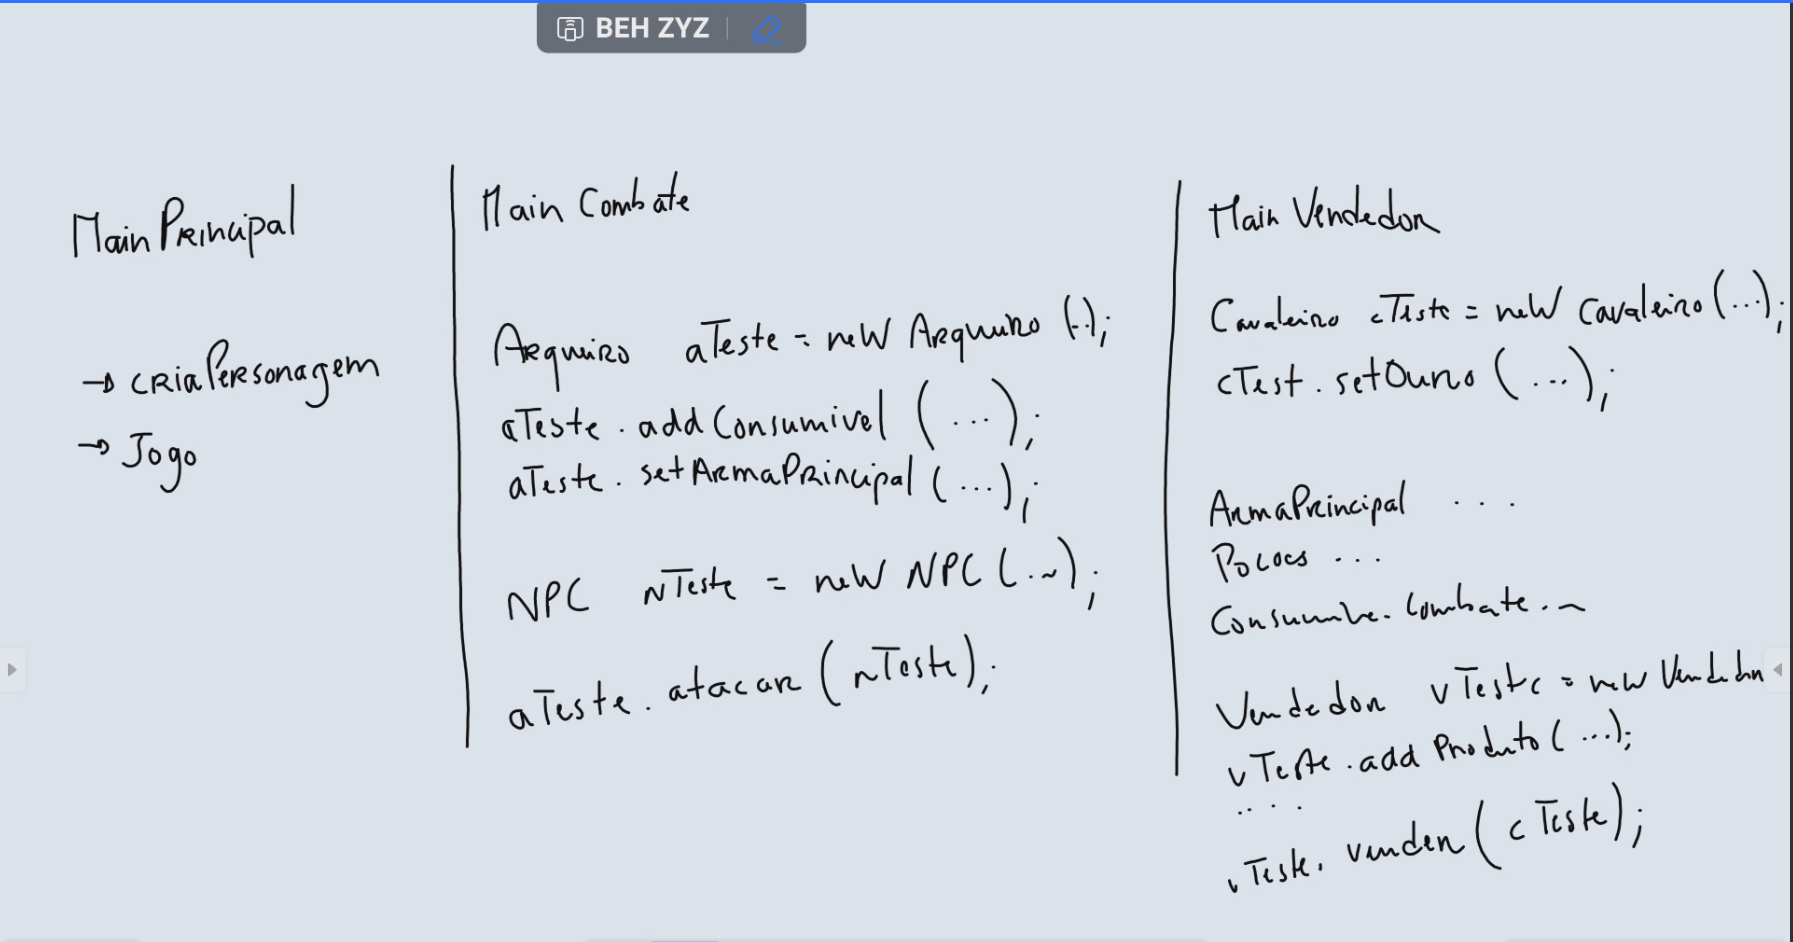 BEH ZYZ
Main Principal
→ criaPersonagem
→ Jogo
Main Combate
Arqueiro aTeste = new Arqueiro (..);
aTeste.addConsumivel (...);
aTeste.setArmaPrincipal (...);
NPC nTeste = new NPC (...);
aTeste.atacar (nTeste);
Main Vendedor
Cavaleiro cTeste = new Cavaleiro (...);
cTest.setOuro (...);
ArmaPrincipal ...
Pocoes ...
Vendedor vTeste = new Vendedor
vTeste.add Produto (...);
....
vTeste.vender (cTeste);